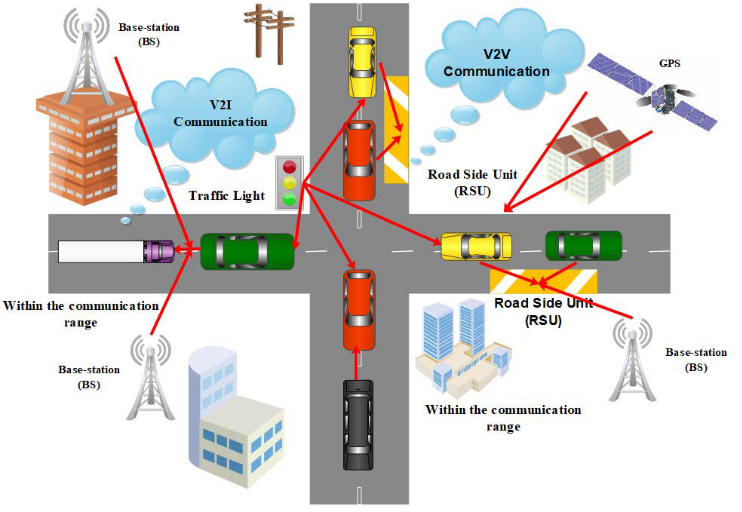 Base-station
(BS)
V2I
Communication
V2V
Communication
GPS
Traffic Light
Road Side Unit
(RSU)
Within the communication
range
Road Side Unit
(RSU)
Base-station
(BS)
Base-station
(BS)
Within the communication
range